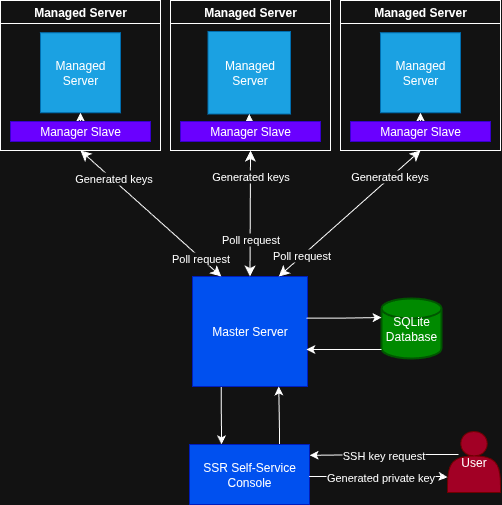 Managed Server
Managed Server
Managed Server
Managed
Server
Managed
Server
Managed
Server
Manager Slave
Manager Slave
Manager Slave
Generated keys
Generated keys
Generated keys
Poll request
Poll request
Poll request
Master Server
SQLite
Database
SSR Self-Service
Console
SSH key request
User
Generated private key